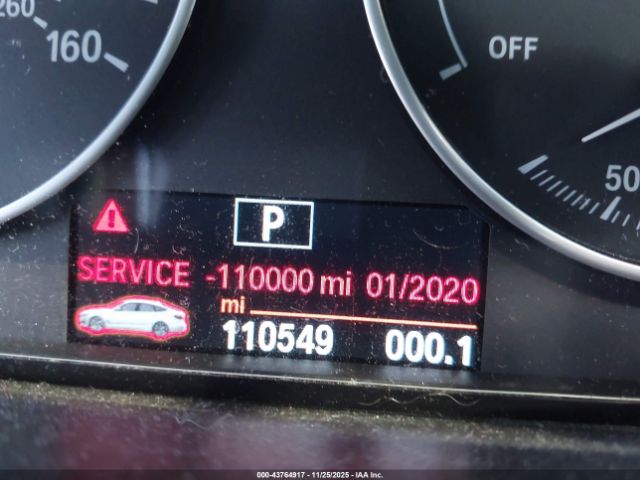 260
160
OFF
50
P
SERVICE -110000 mi 01/2020
mi
110549 000.1
000-43764917 - 11/25/2025 - IAA Inc.